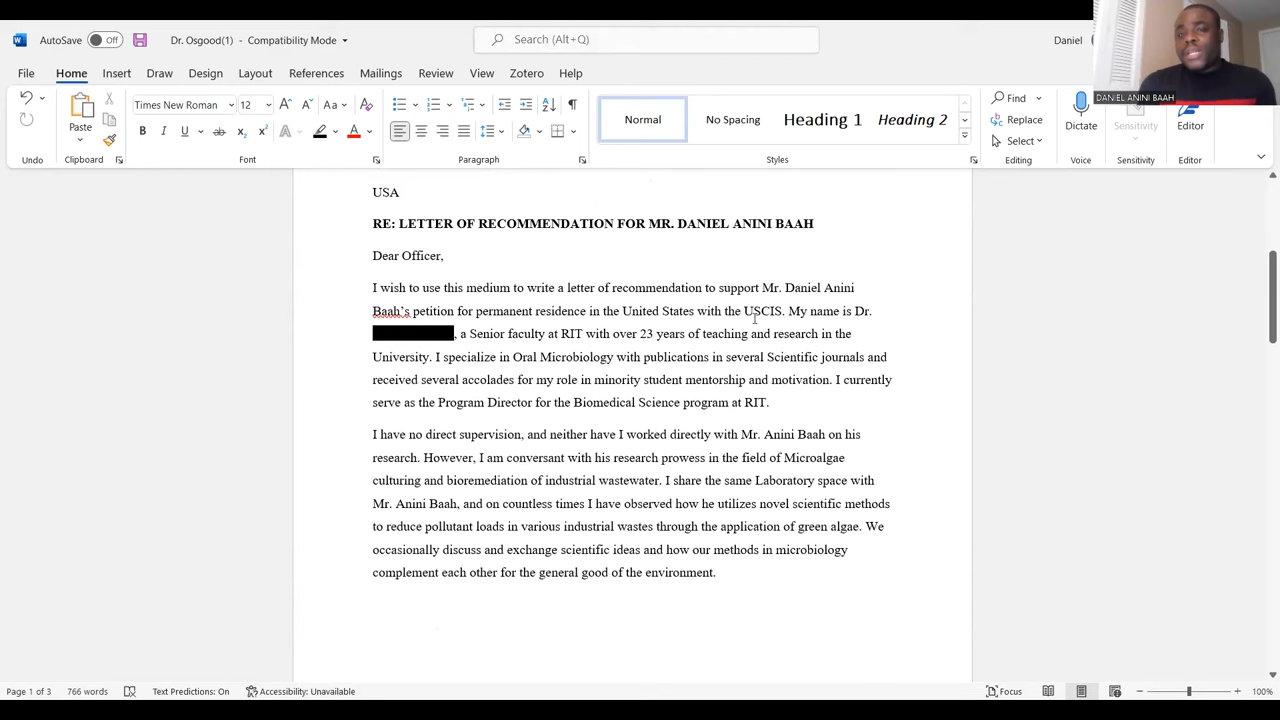 AutoSave Off Dr. Osgood(1) - Compatibility Mode Search (Alt+Q) Daniel
File Home Insert Draw Design Layout References Mailings Review View Zotero Help
DANIEL ANINI BAAH
Times New Roman 12 Aa Find
Paste Normal No Spacing Heading 1 Heading 2 Replace Dictate Sensitivity Editor
B I U ab x₂ x² A A Select
Undo Clipboard Font Paragraph Styles Editing Voice Sensitivity Editor
USA
RE: LETTER OF RECOMMENDATION FOR MR. DANIEL ANINI BAAH
Dear Officer,
I wish to use this medium to write a letter of recommendation to support Mr. Daniel Anini
Baah’s petition for permanent residence in the United States with the USCIS. My name is Dr.
, a Senior faculty at RIT with over 23 years of teaching and research in the
University. I specialize in Oral Microbiology with publications in several Scientific journals and
received several accolades for my role in minority student mentorship and motivation. I currently
serve as the Program Director for the Biomedical Science program at RIT.
I have no direct supervision, and neither have I worked directly with Mr. Anini Baah on his
research. However, I am conversant with his research prowess in the field of Microalgae
culturing and bioremediation of industrial wastewater. I share the same Laboratory space with
Mr. Anini Baah, and on countless times I have observed how he utilizes novel scientific methods
to reduce pollutant loads in various industrial wastes through the application of green algae. We
occasionally discuss and exchange scientific ideas and how our methods in microbiology
complement each other for the general good of the environment.
Page 1 of 3 766 words Text Predictions: On Accessibility: Unavailable Focus 100%